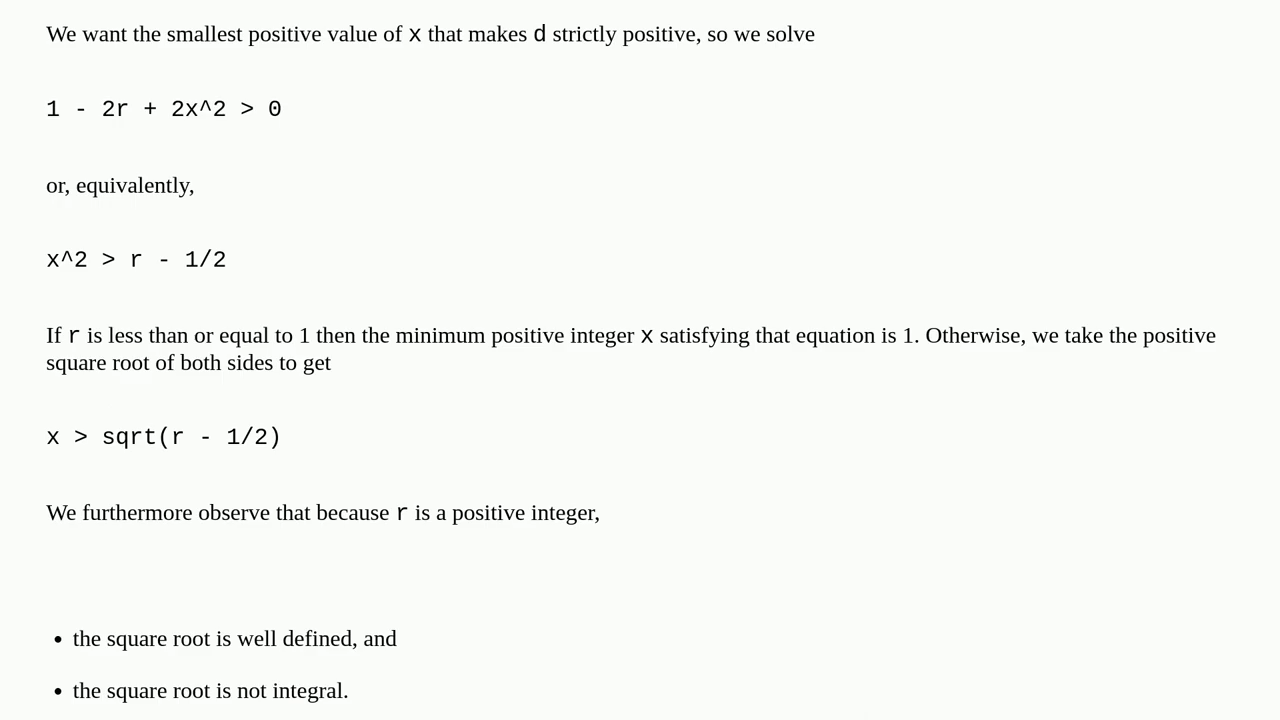 We want the smallest positive value of x that makes d strictly positive, so we solve
1 - 2r + 2x^2 > 0
or, equivalently,
x^2 > r - 1/2
If r is less than or equal to 1 then the minimum positive integer x satisfying that equation is 1. Otherwise, we take the positive
square root of both sides to get
x > sqrt(r - 1/2)
We furthermore observe that because r is a positive integer,
• the square root is well defined, and
• the square root is not integral.